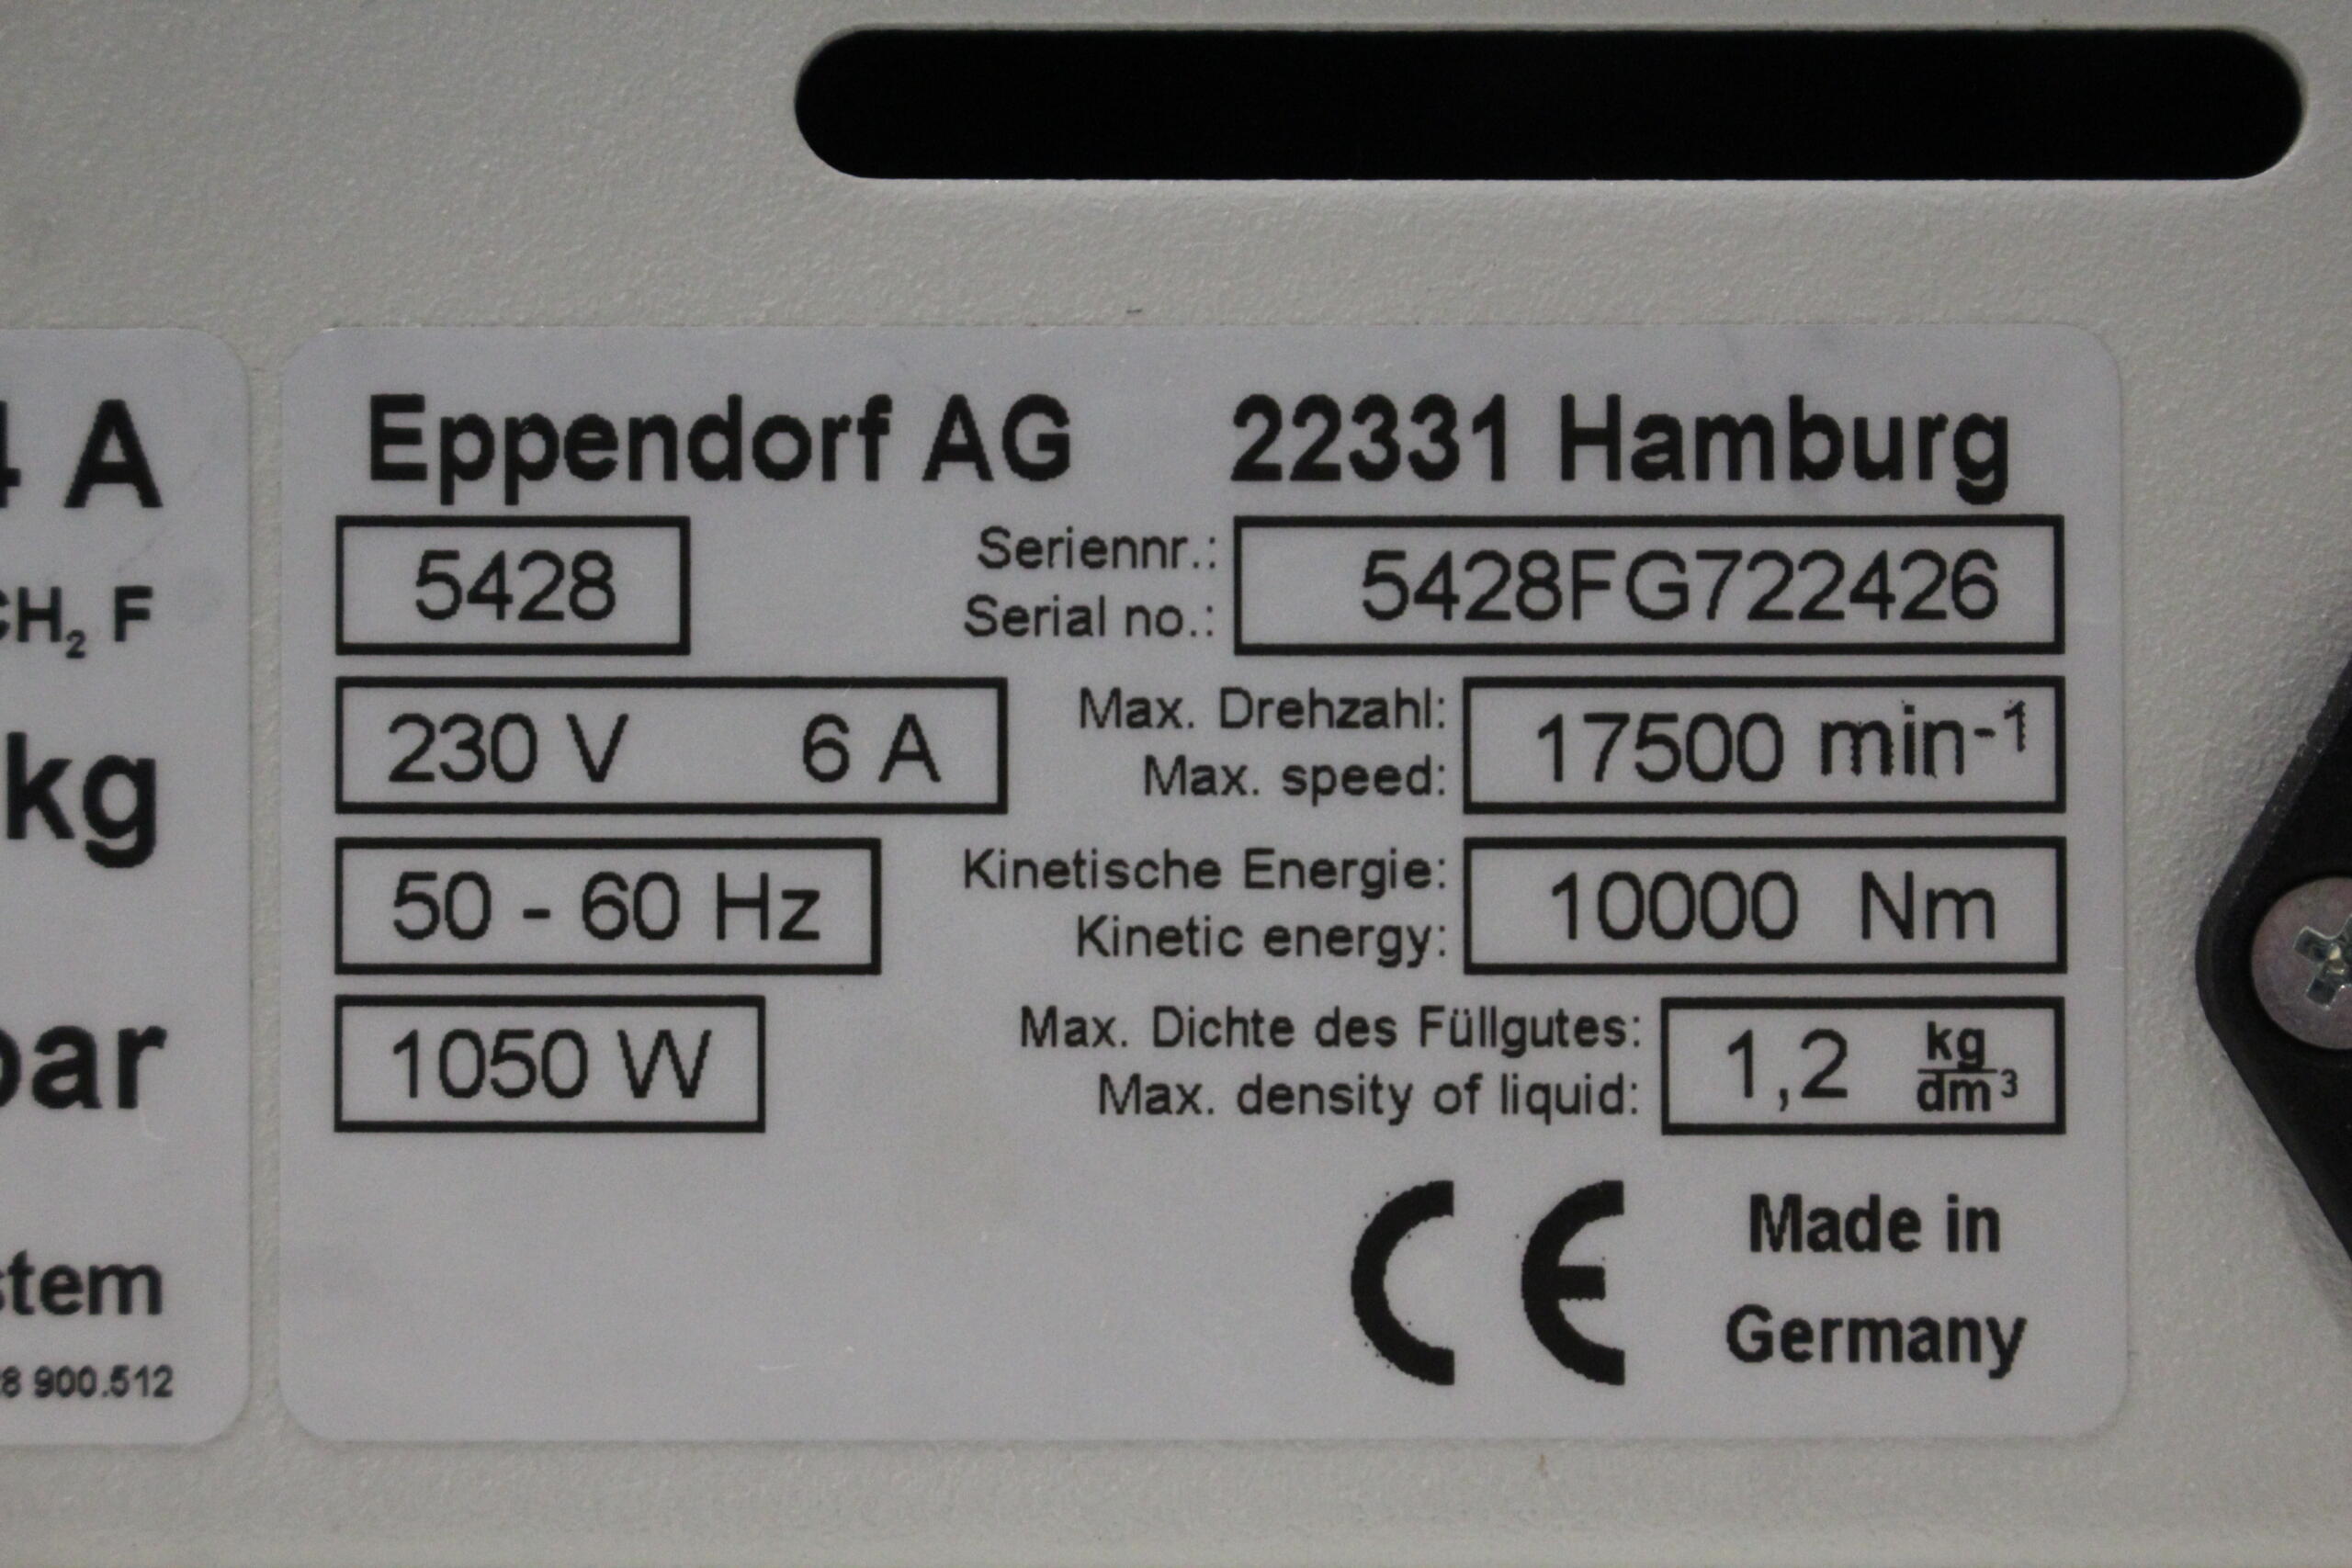 4 A
CH₂ F
kg
bar
stem
8 900.512
Eppendorf AG 22331 Hamburg
5428
Seriennr.:
Serial no.:
5428FG722426
230 V 6 A
Max. Drehzahl:
Max. speed:
17500 min-1
50 - 60 Hz
Kinetische Energie:
Kinetic energy:
10000 Nm
1050 W
Max. Dichte des Füllgutes:
Max. density of liquid:
1,2 kg/dm³
CE
Made in
Germany